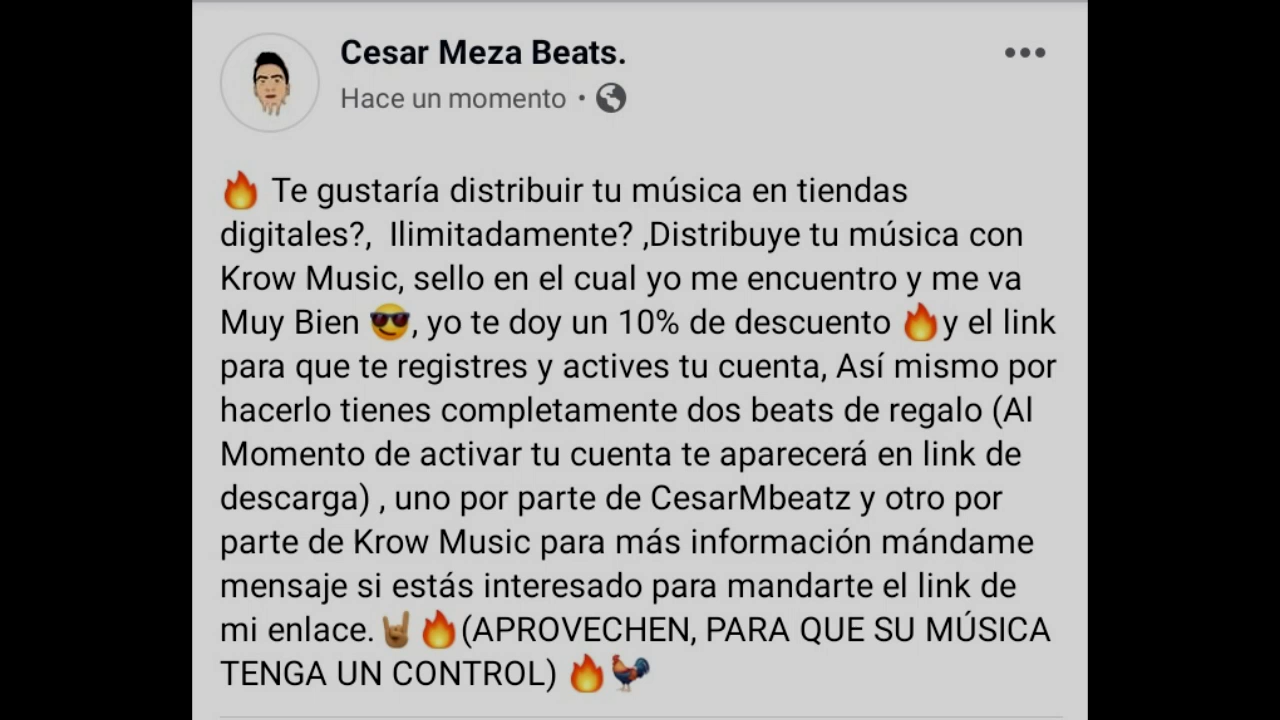 Cesar Meza Beats.
Hace un momento ·
🔥 Te gustaría distribuir tu música en tiendas
digitales?,  Ilimitadamente? ,Distribuye tu música con
Krow Music, sello en el cual yo me encuentro y me va
Muy Bien 😎, yo te doy un 10% de descuento 🔥y el link
para que te registres y actives tu cuenta, Así mismo por
hacerlo tienes completamente dos beats de regalo (Al
Momento de activar tu cuenta te aparecerá en link de
descarga) , uno por parte de CesarMbeatz y otro por
parte de Krow Music para más información mándame
mensaje si estás interesado para mandarte el link de
mi enlace.🤘🏽🔥(APROVECHEN, PARA QUE SU MÚSICA
TENGA UN CONTROL) 🔥🐓